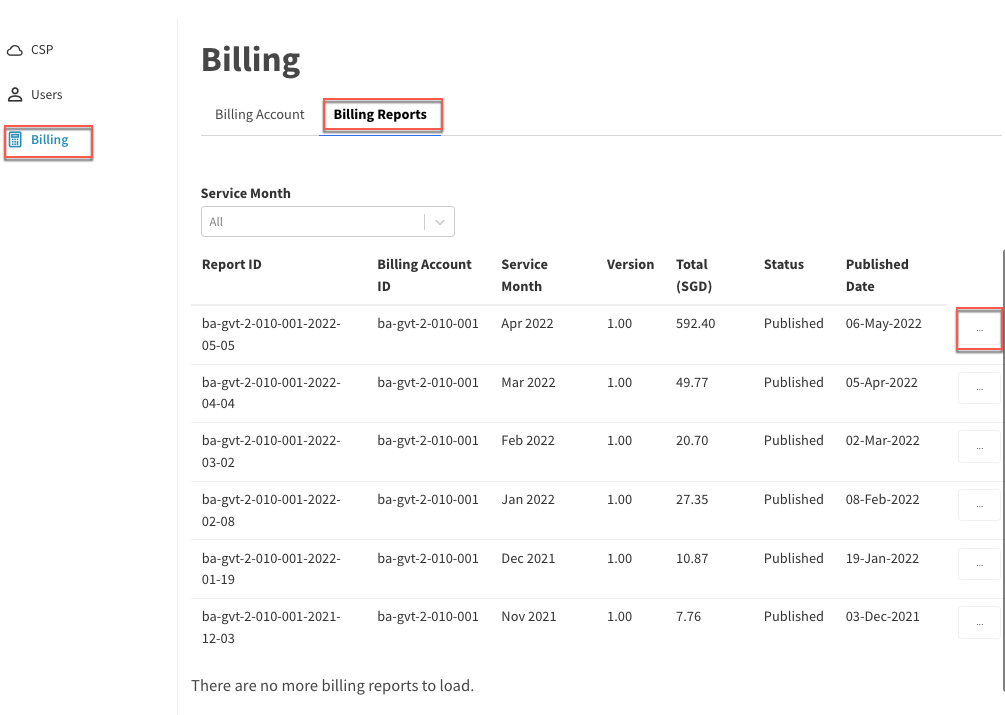 CSP
Users
Billing
Billing
Billing Account Billing Reports
Service Month
All
Report ID Billing Account ID Service Month Version Total (SGD) Status Published Date
ba-gvt-2-010-001-2022-05-05 ba-gvt-2-010-001 Apr 2022 1.00 592.40 Published 06-May-2022 ...
ba-gvt-2-010-001-2022-04-04 ba-gvt-2-010-001 Mar 2022 1.00 49.77 Published 05-Apr-2022 ...
ba-gvt-2-010-001-2022-03-02 ba-gvt-2-010-001 Feb 2022 1.00 20.70 Published 02-Mar-2022 ...
ba-gvt-2-010-001-2022-02-08 ba-gvt-2-010-001 Jan 2022 1.00 27.35 Published 08-Feb-2022 ...
ba-gvt-2-010-001-2022-01-19 ba-gvt-2-010-001 Dec 2021 1.00 10.87 Published 19-Jan-2022 ...
ba-gvt-2-010-001-2021-12-03 ba-gvt-2-010-001 Nov 2021 1.00 7.76 Published 03-Dec-2021 ...
There are no more billing reports to load.